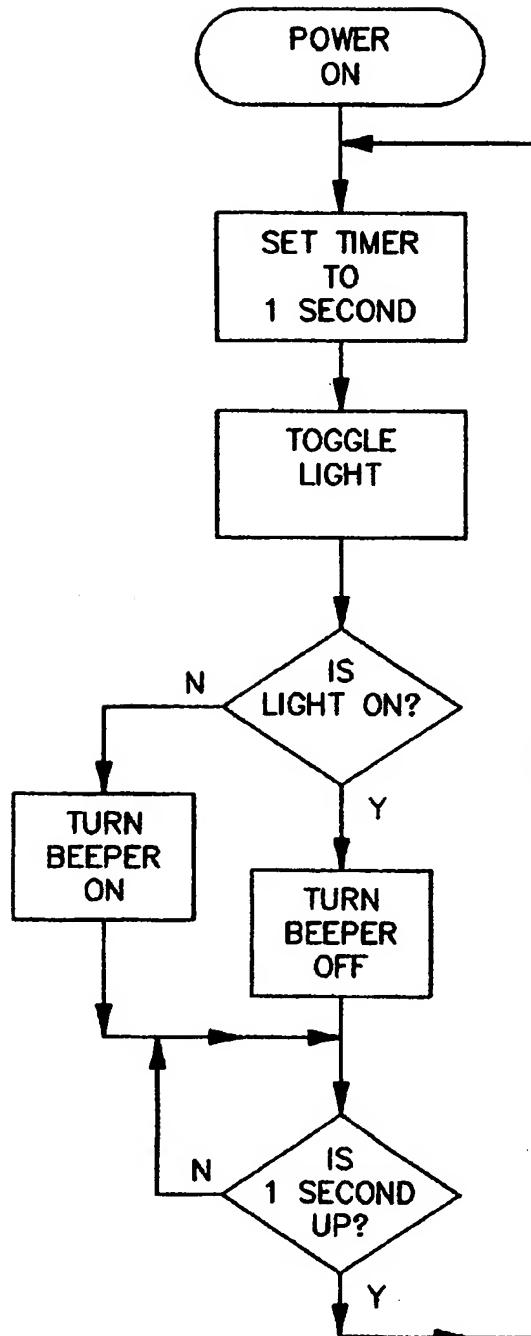 POWER
ON
SET TIMER
TO
1 SECOND
TOGGLE
LIGHT
IS
LIGHT ON?
N
Y
TURN
BEEPER
ON
TURN
BEEPER
OFF
IS
1 SECOND
UP?
N
Y